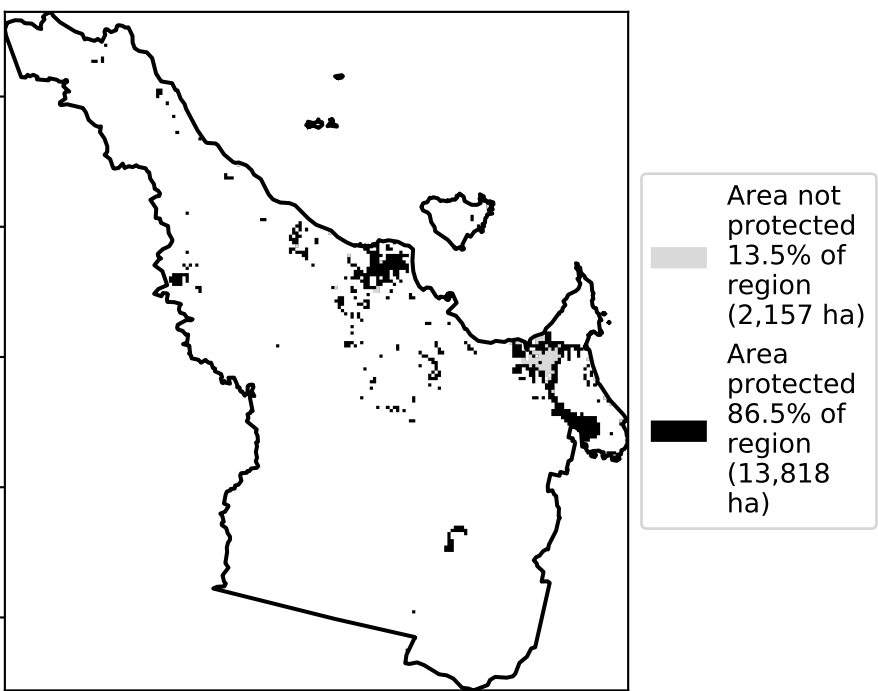 Area not
protected
13.5% of
region
(2,157 ha)
Area
protected
86.5% of
region
(13,818
ha)